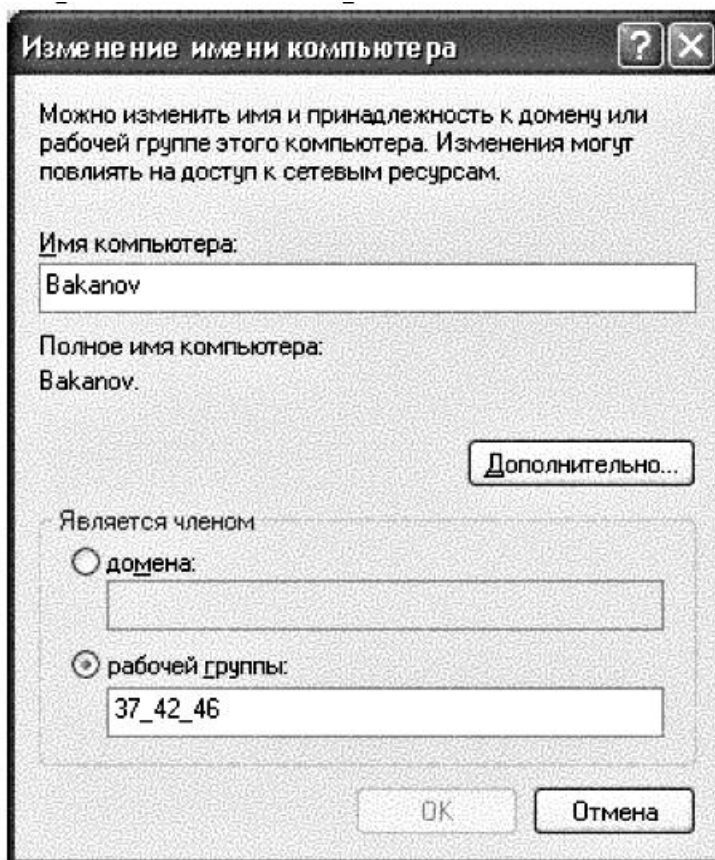 Изменение имени компьютера
Можно изменить имя и принадлежность к домену или
рабочей группе этого компьютера. Изменения могут
повлиять на доступ к сетевым ресурсам.
Имя компьютера:
Bakanov
Полное имя компьютера:
Bakanov.
Дополнительно...
Является членом
домена:
рабочей группы:
37_42_46
ОК
Отмена